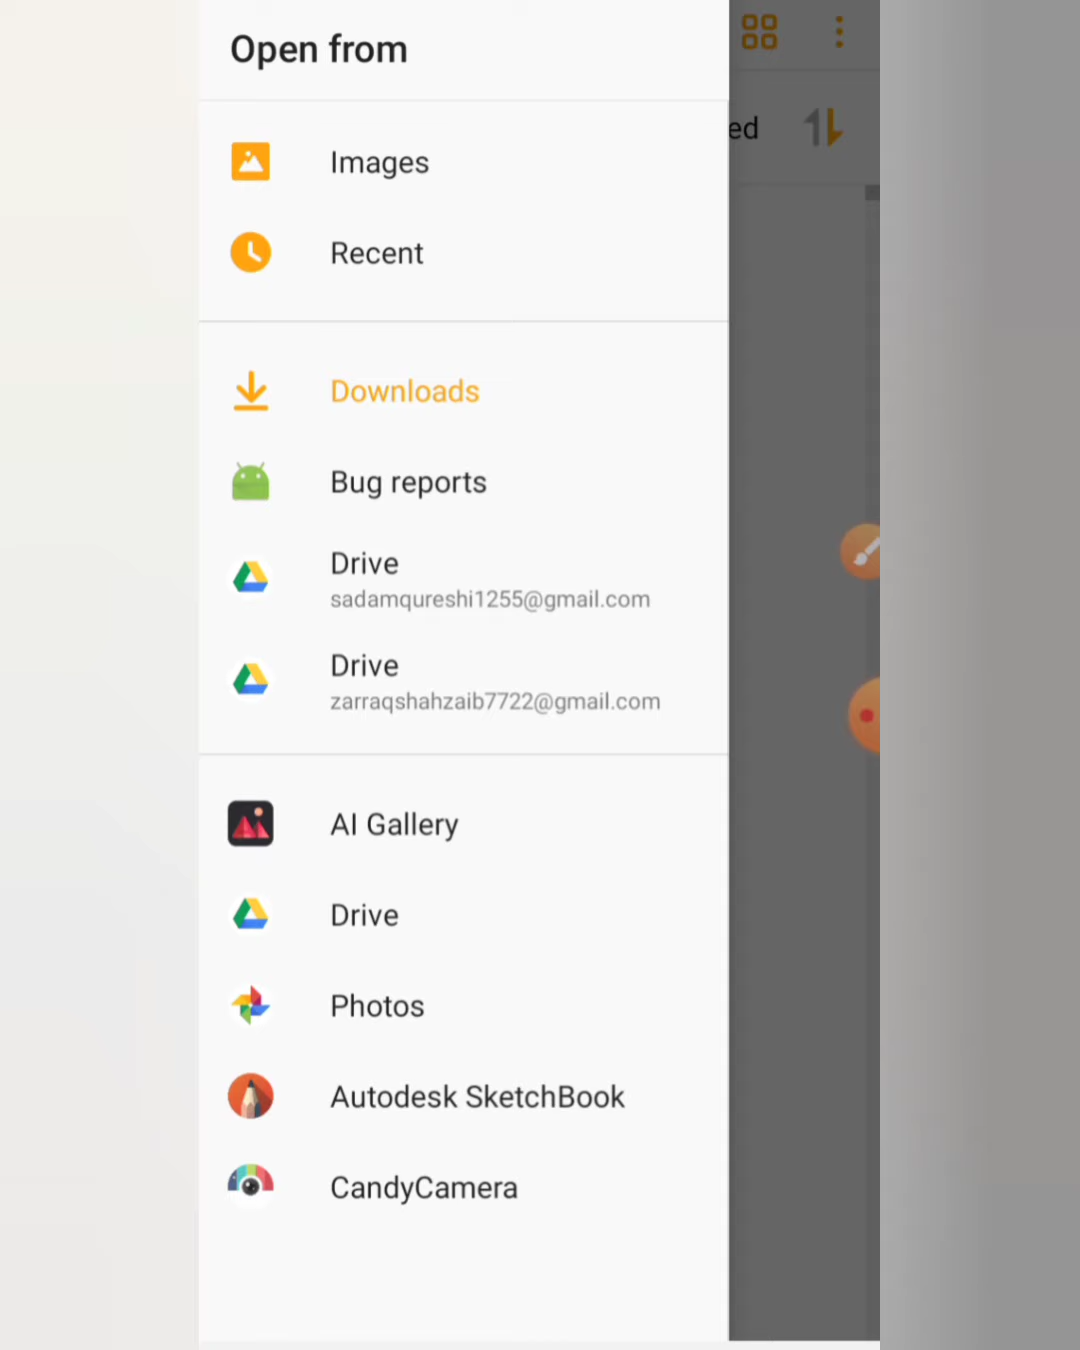 Open from
ed
Images
Recent
Downloads
Bug reports
Drive
sadamqureshi1255@gmail.com
Drive
zarraqshahzaib7722@gmail.com
AI Gallery
Drive
Photos
Autodesk SketchBook
CandyCamera